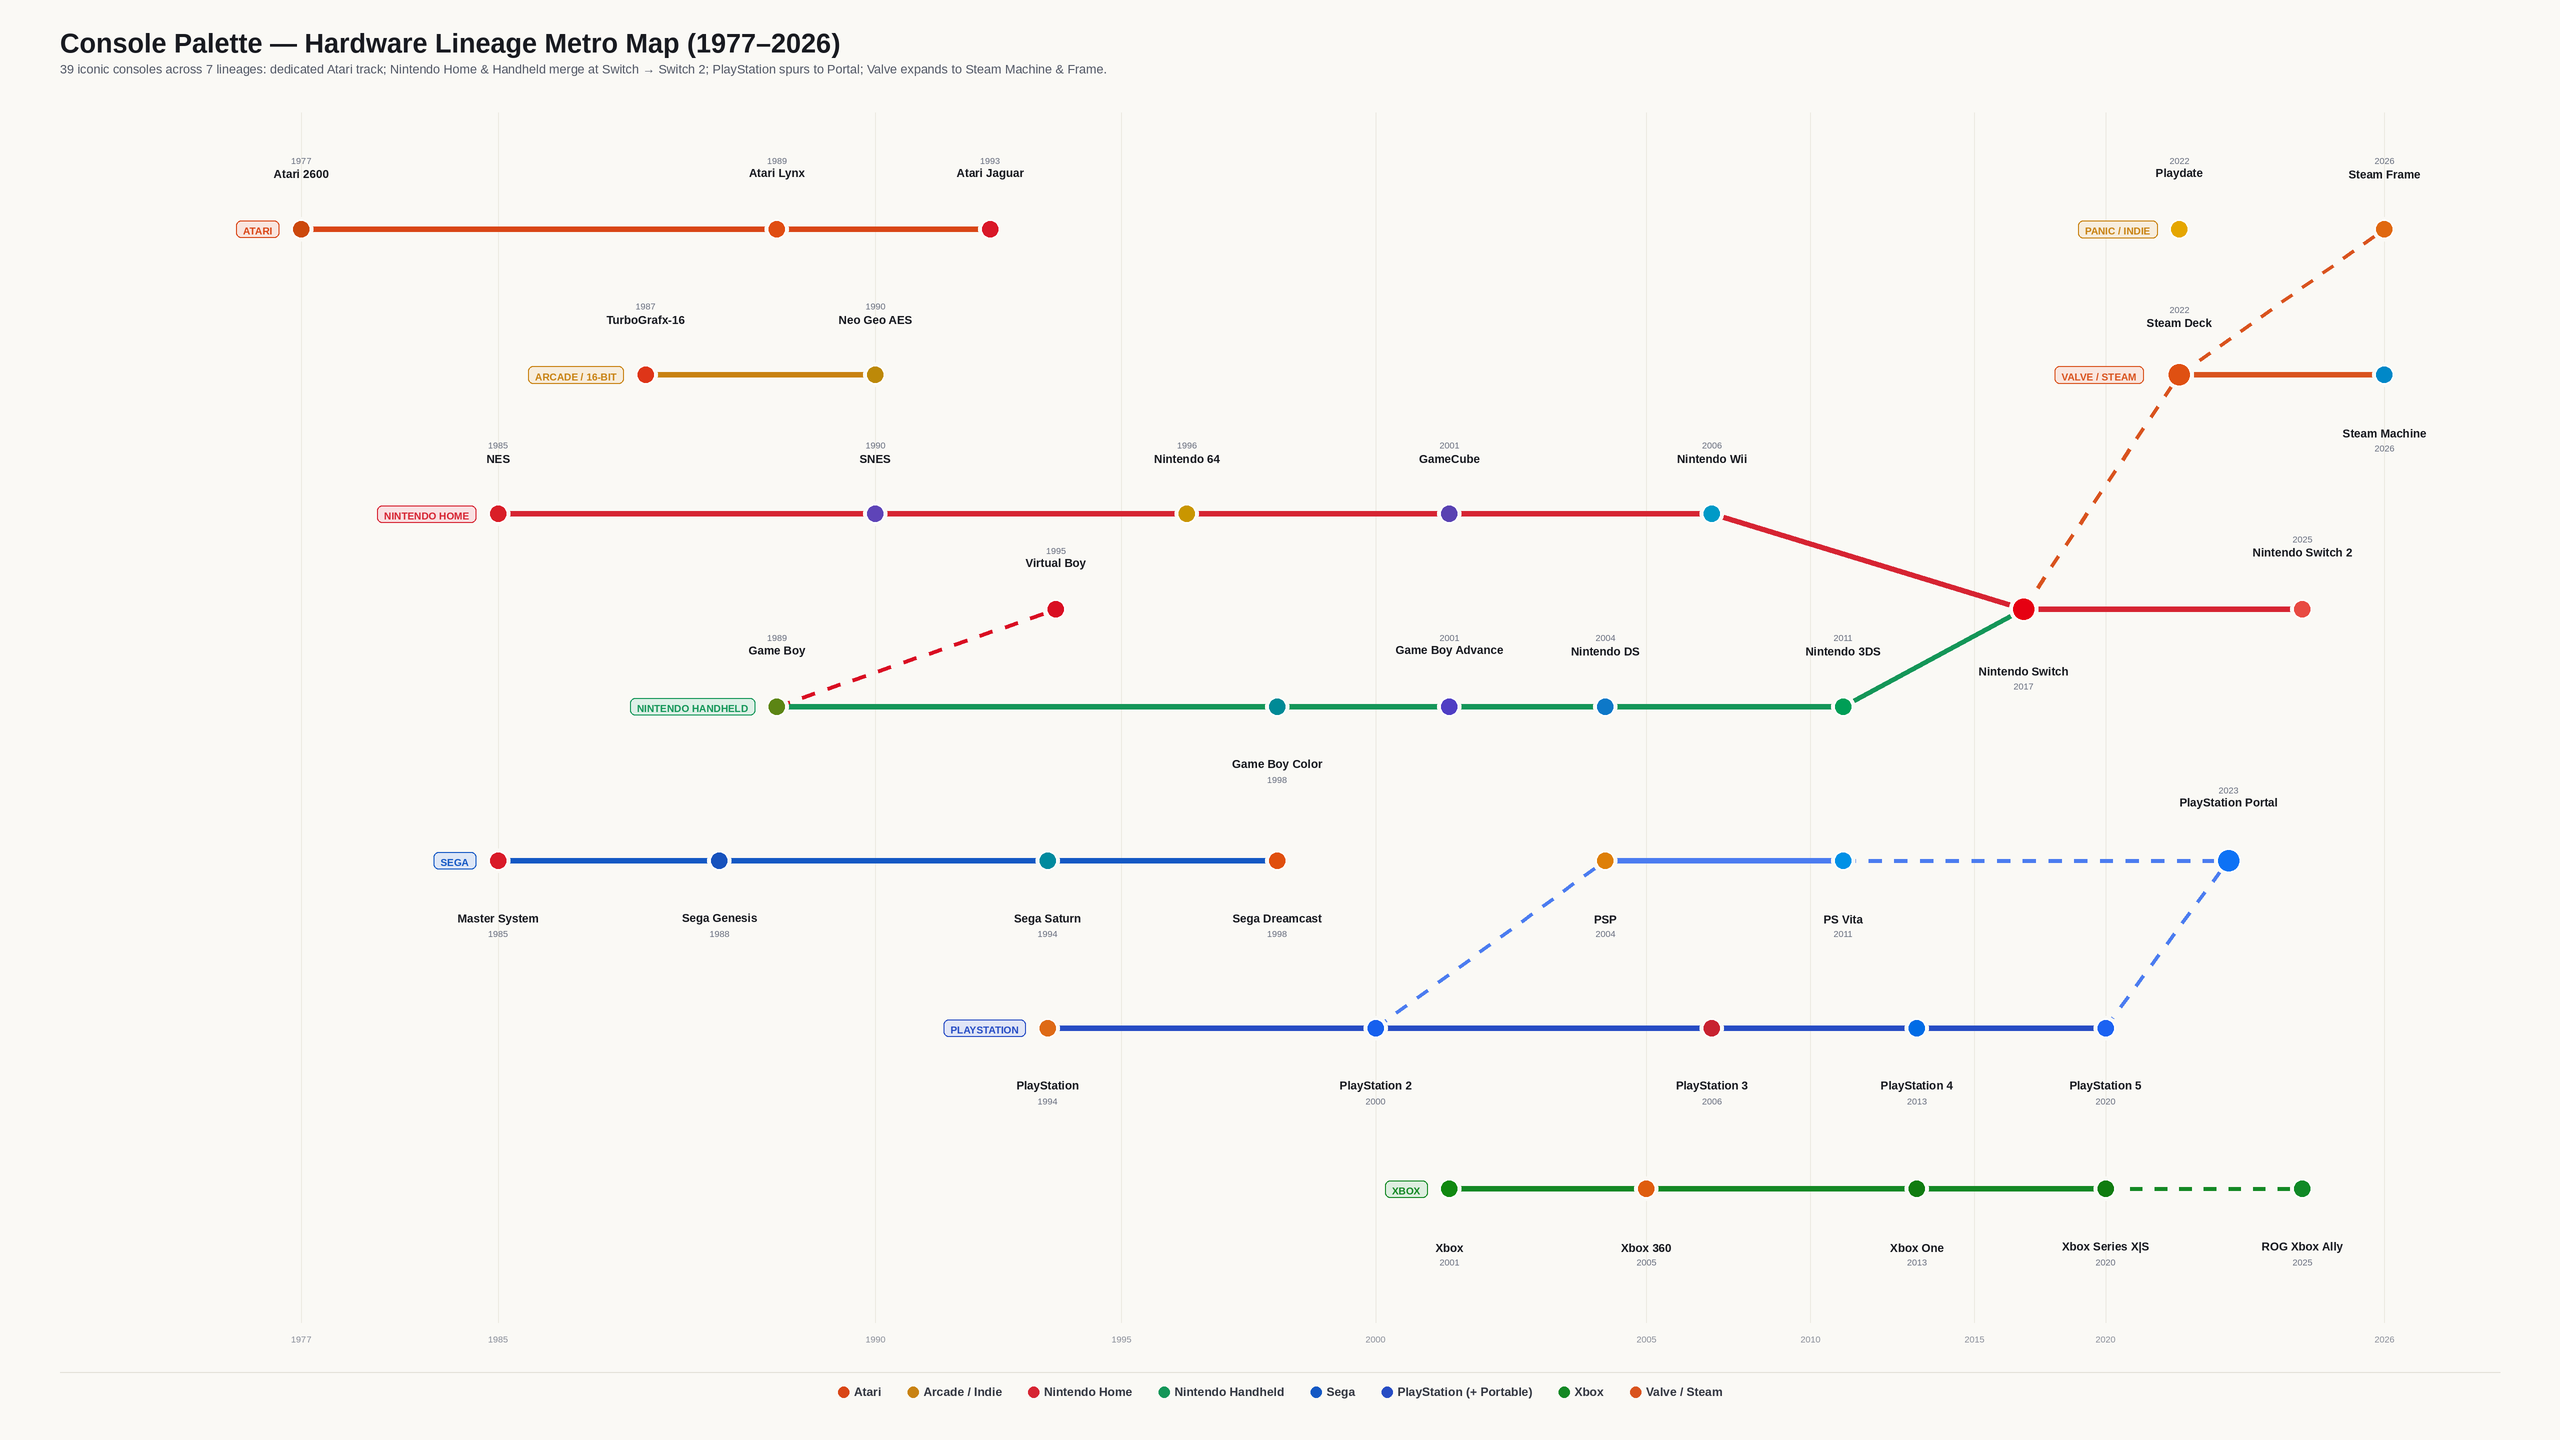 Console Palette — Hardware Lineage Metro Map (1977–2026)
39 iconic consoles across 7 lineages: dedicated Atari track; Nintendo Home & Handheld merge at Switch → Switch 2; PlayStation spurs to Portal; Valve expands to Steam Machine & Frame.
1977
Atari 2600
1989
Atari Lynx
1993
Atari Jaguar
2022
Playdate
2026
Steam Frame
ATARI
PANIC / INDIE
1987
TurboGrafx-16
1990
Neo Geo AES
2022
Steam Deck
ARCADE / 16-BIT
VALVE / STEAM
Steam Machine
2026
1985
NES
1990
SNES
1996
Nintendo 64
2001
GameCube
2006
Nintendo Wii
NINTENDO HOME
1995
Virtual Boy
2025
Nintendo Switch 2
1989
Game Boy
2001
Game Boy Advance
2004
Nintendo DS
2011
Nintendo 3DS
Nintendo Switch
2017
NINTENDO HANDHELD
Game Boy Color
1998
2023
PlayStation Portal
SEGA
Master System
1985
Sega Genesis
1988
Sega Saturn
1994
Sega Dreamcast
1998
PSP
2004
PS Vita
2011
PLAYSTATION
PlayStation
1994
PlayStation 2
2000
PlayStation 3
2006
PlayStation 4
2013
PlayStation 5
2020
XBOX
Xbox
2001
Xbox 360
2005
Xbox One
2013
Xbox Series X|S
2020
ROG Xbox Ally
2025
1977
1985
1990
1995
2000
2005
2010
2015
2020
2026
Atari
Arcade / Indie
Nintendo Home
Nintendo Handheld
Sega
PlayStation (+ Portable)
Xbox
Valve / Steam